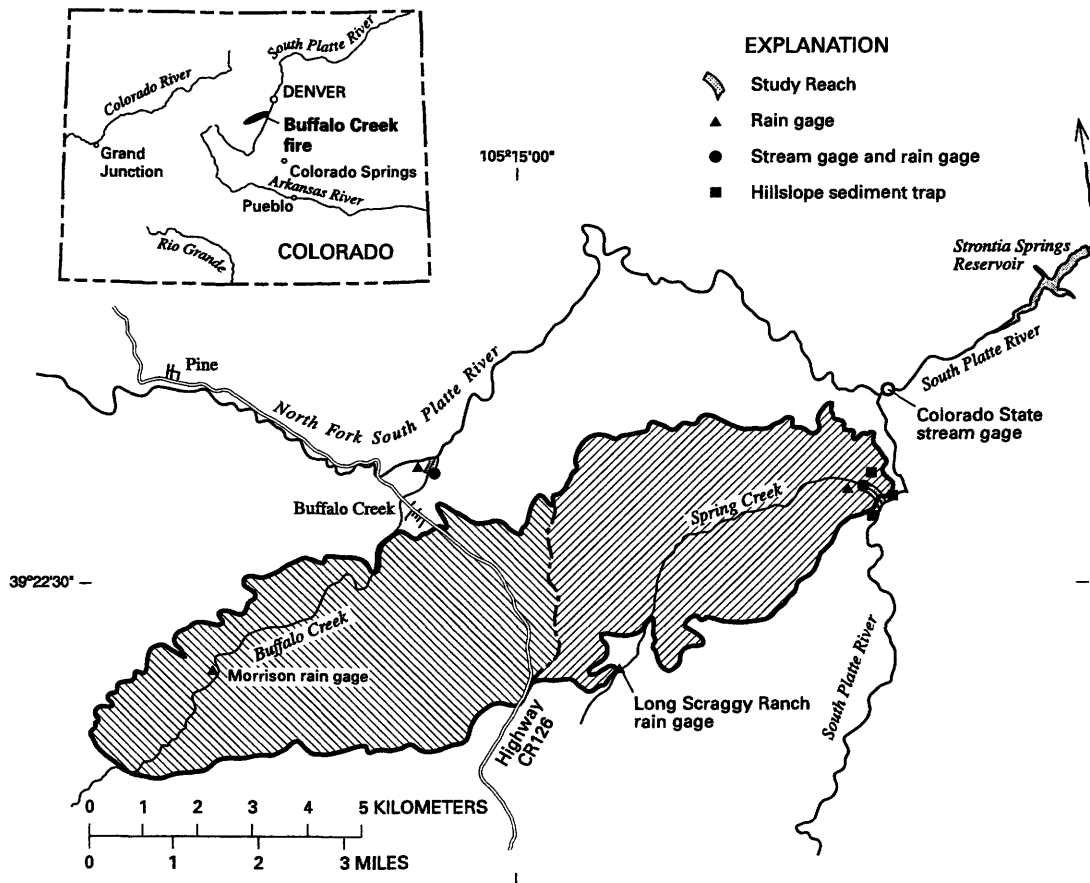 South Platte River
Colorado River
DENVER
Buffalo Creek
fire
Grand
Junction
Colorado Springs
Arkansas River
Pueblo
Rio Grande
COLORADO
EXPLANATION
Study Reach
Rain gage
Stream gage and rain gage
Hillslope sediment trap
105º15'00"
Strontia Springs
Reservoir
South Platte River
Colorado State
stream gage
Pine
North Fork South Platte River
Buffalo Creek
Spring Creek
39º22'30"
Buffalo Creek
Morrison rain gage
Long Scraggy Ranch
rain gage
Highway
CR126
South Platte River
0 1 2 3 4 5 KILOMETERS
0 1 2 3 MILES